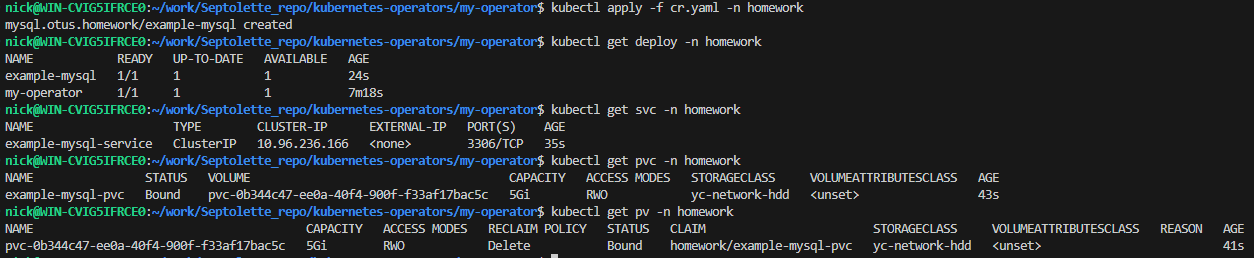 nick@WIN-CVIG5IFRCE0:~/work/Septolette_repo/kubernetes-operators/my-operator$ kubectl apply -f cr.yaml -n homework
mysql.otus.homework/example-mysql created
nick@WIN-CVIG5IFRCE0:~/work/Septolette_repo/kubernetes-operators/my-operator$ kubectl get deploy -n homework
NAME            READY   UP-TO-DATE   AVAILABLE   AGE
example-mysql   1/1     1            1           24s
my-operator     1/1     1            1           7m18s
nick@WIN-CVIG5IFRCE0:~/work/Septolette_repo/kubernetes-operators/my-operator$ kubectl get svc -n homework
NAME                    TYPE        CLUSTER-IP      EXTERNAL-IP   PORT(S)    AGE
example-mysql-service   ClusterIP   10.96.236.166   <none>        3306/TCP   35s
nick@WIN-CVIG5IFRCE0:~/work/Septolette_repo/kubernetes-operators/my-operator$ kubectl get pvc -n homework
NAME                STATUS   VOLUME                                     CAPACITY   ACCESS MODES   STORAGECLASS     VOLUMEATTRIBUTESCLASS   AGE
example-mysql-pvc   Bound    pvc-0b344c47-ee0a-40f4-900f-f33af17bac5c   5Gi        RWO            yc-network-hdd   <unset>                 43s
nick@WIN-CVIG5IFRCE0:~/work/Septolette_repo/kubernetes-operators/my-operator$ kubectl get pv -n homework
NAME                                       CAPACITY   ACCESS MODES   RECLAIM POLICY   STATUS   CLAIM                        STORAGECLASS     VOLUMEATTRIBUTESCLASS   REASON   AGE
pvc-0b344c47-ee0a-40f4-900f-f33af17bac5c   5Gi        RWO            Delete           Bound    homework/example-mysql-pvc   yc-network-hdd   <unset>                          41s